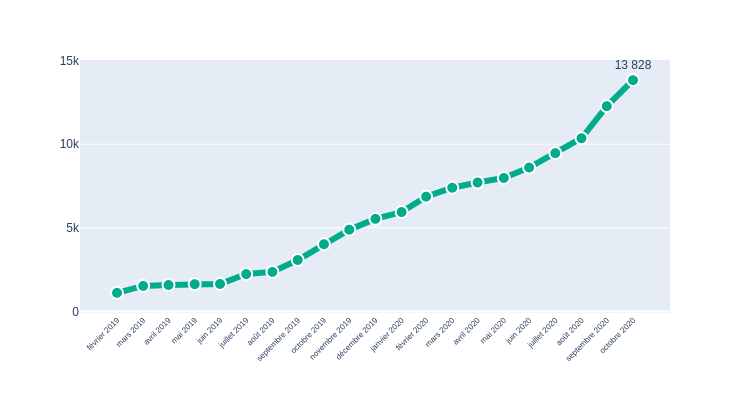 15k
13 828
10k
5k
0
février 2019
mars 2019
avril 2019
mai 2019
juin 2019
juillet 2019
août 2019
septembre 2019
octobre 2019
novembre 2019
décembre 2019
janvier 2020
février 2020
mars 2020
avril 2020
mai 2020
juin 2020
juillet 2020
août 2020
septembre 2020
octobre 2020